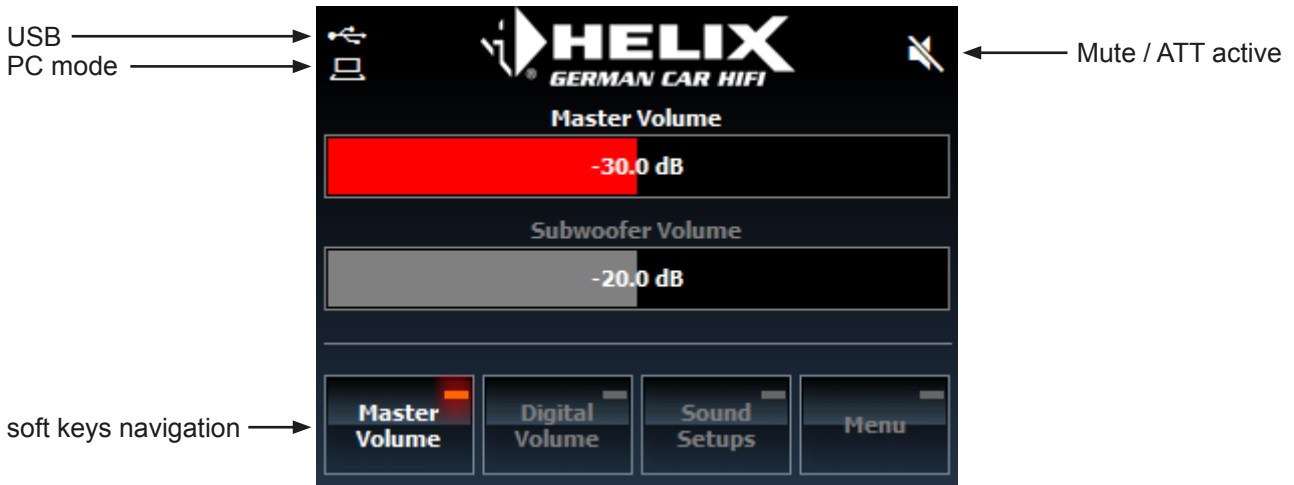 USB
PC mode
HELIX
®
GERMAN CAR HIFI
Mute / ATT active
Master Volume
-30.0 dB
Subwoofer Volume
-20.0 dB
soft keys navigation
Master
Volume
Digital
Volume
Sound
Setups
Menu